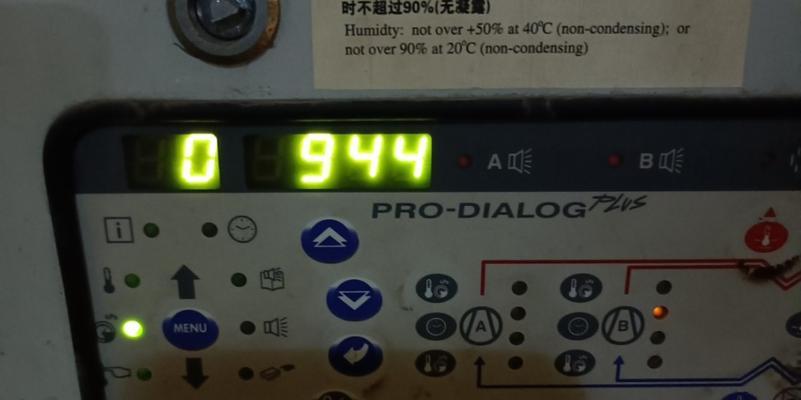 时不超过90%(无凝露)
Humidty: not over +50% at 40℃ (non-condensing); or
not over 90% at 20℃ (non-condensing)
0 944 A B
PRO-DIALOG PLUS
MENU
A B